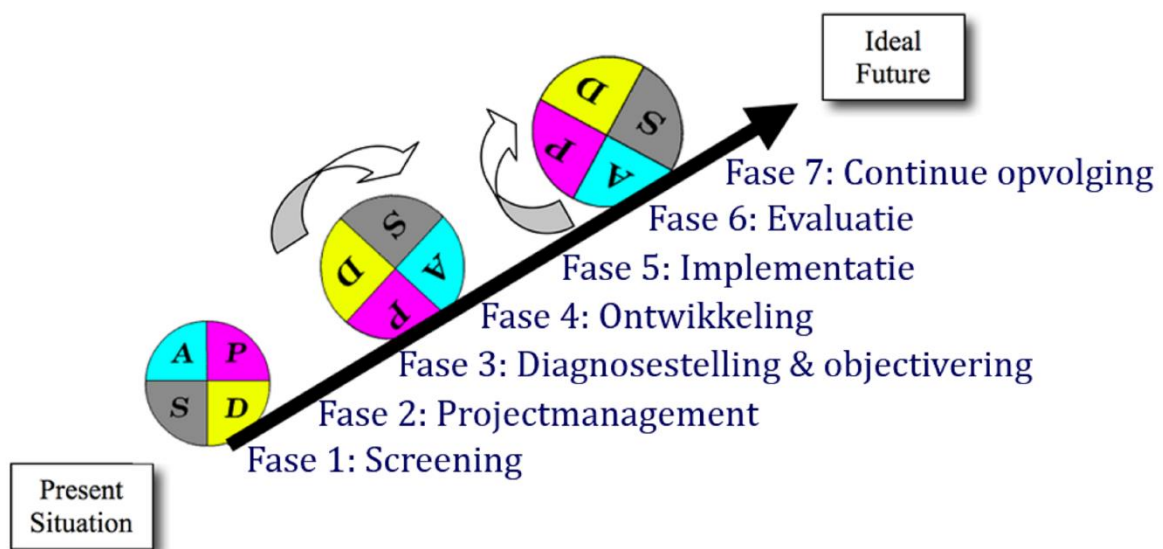 Ideal
Future
D
S
P
A
Fase 7: Continue opvolging
Fase 6: Evaluatie
S
D
A
P
Fase 5: Implementatie
Fase 4: Ontwikkeling
A
P
S
D
Fase 3: Diagnosestelling & objectivering
Fase 2: Projectmanagement
Fase 1: Screening
Present
Situation